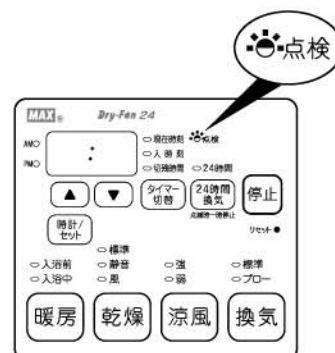 点検
MAX® Dry-Fan 24
AM
PM
:
現在時刻 点検
入時刻
切残時間 24時間
▲ ▼ タイマー切替 24時間換気 停止
点滅時一時停止
時計/セット
リセット
標準
入浴前 静音 強 標準
入浴中 風 弱 ブロー
暖房 乾燥 涼風 換気